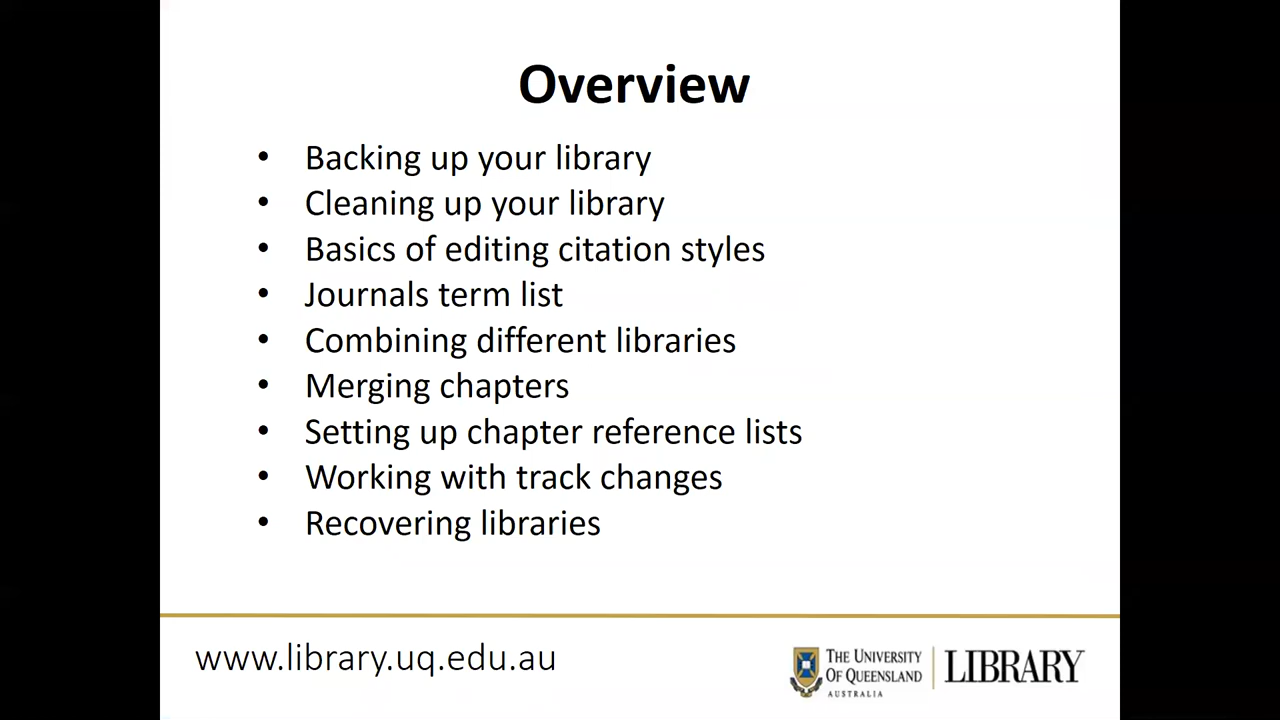 Overview
• Backing up your library
• Cleaning up your library
• Basics of editing citation styles
• Journals term list
• Combining different libraries
• Merging chapters
• Setting up chapter reference lists
• Working with track changes
• Recovering libraries
www.library.uq.edu.au
THE UNIVERSITY
OF QUEENSLAND
AUSTRALIA
LIBRARY